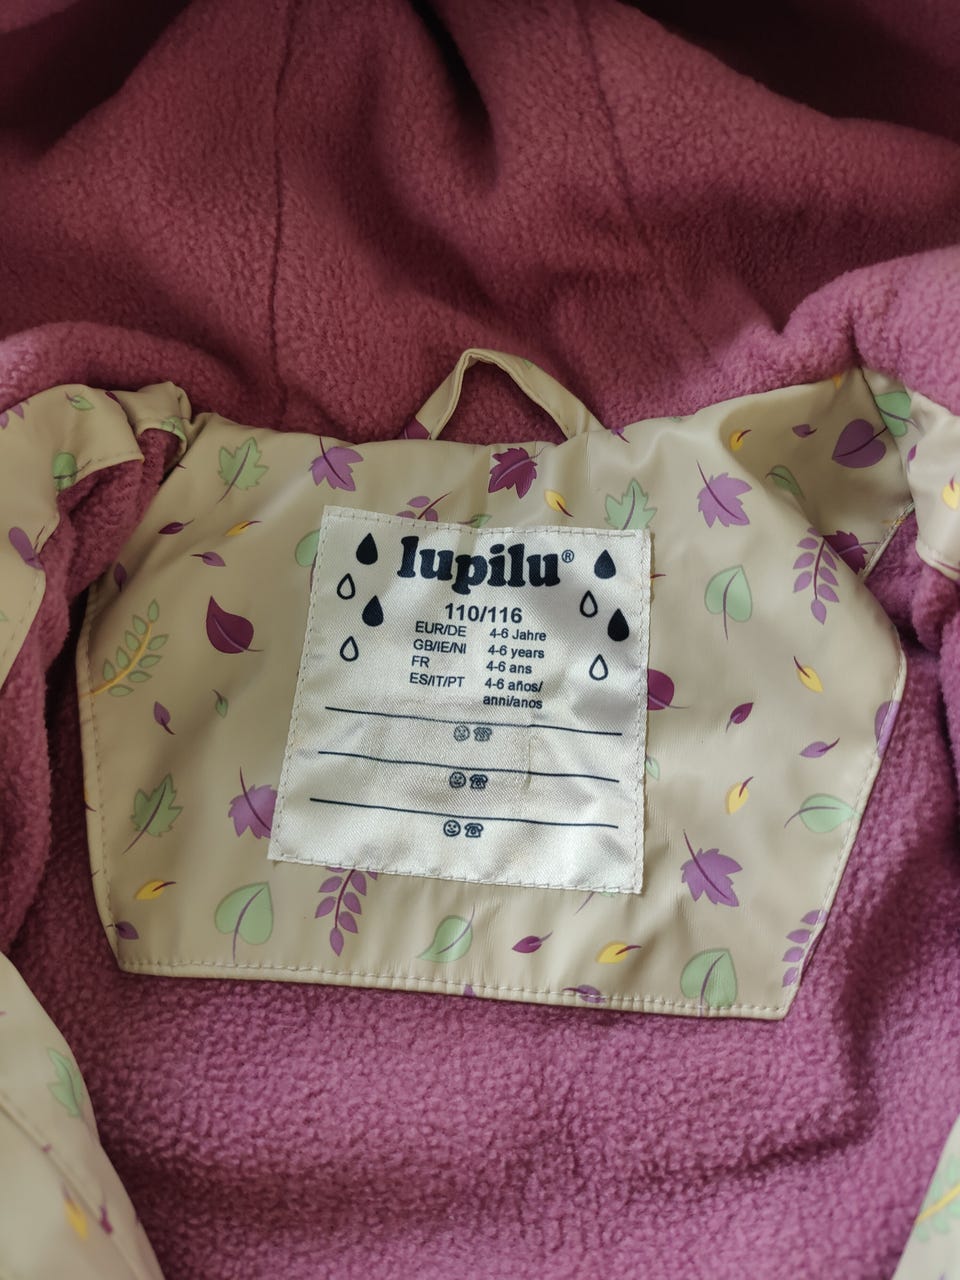 lupilu®
110/116
EUR/DE 4-6 Jahre
GB/IE/NI 4-6 years
FR 4-6 ans
ES/IT/PT 4-6 años/
anni/anos